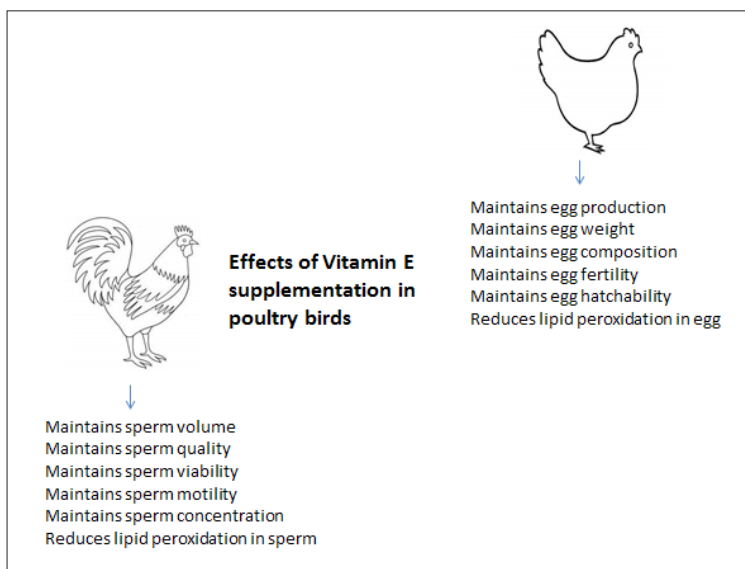 Maintains egg production
Maintains egg weight
Maintains egg composition
Maintains egg fertility
Maintains egg hatchability
Reduces lipid peroxidation in egg
Effects of Vitamin E
supplementation in
poultry birds
Maintains sperm volume
Maintains sperm quality
Maintains sperm viability
Maintains sperm motility
Maintains sperm concentration
Reduces lipid peroxidation in sperm